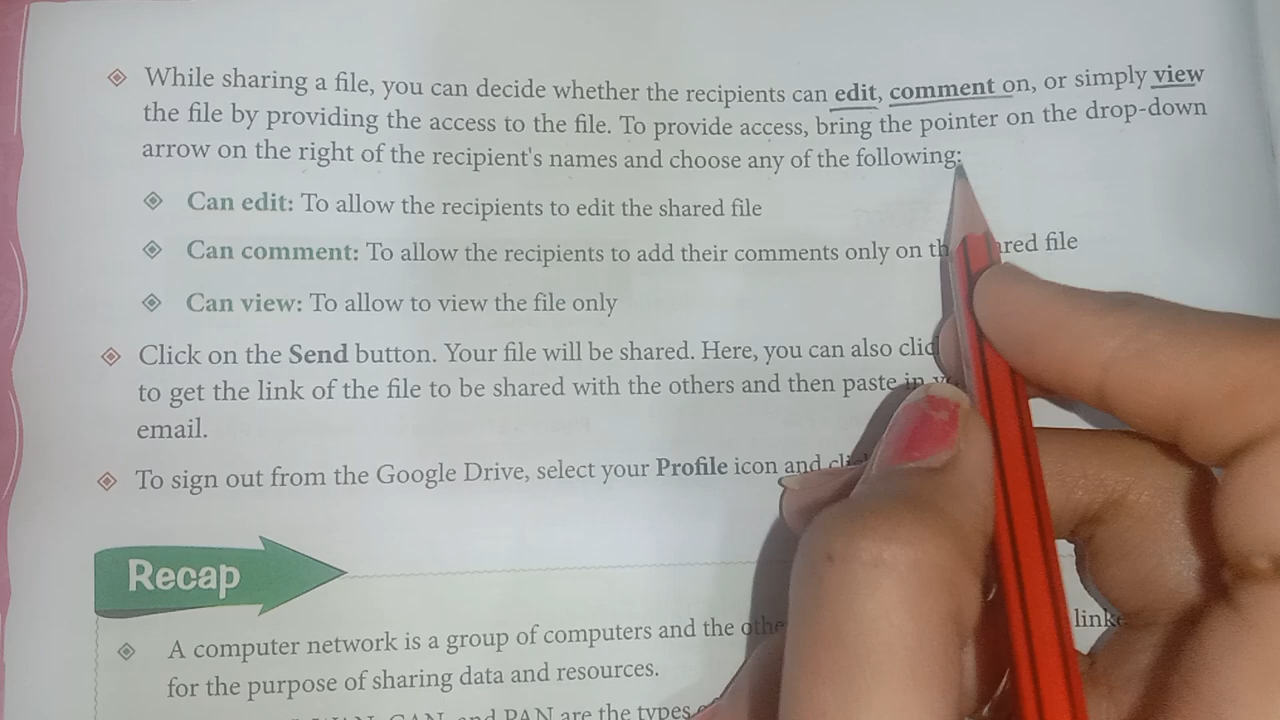 While sharing a file, you can decide whether the recipients can edit, comment on, or simply view
the file by providing the access to the file. To provide access, bring the pointer on the drop-down
arrow on the right of the recipient's names and choose any of the following:
Can edit: To allow the recipients to edit the shared file
Can comment: To allow the recipients to add their comments only on file
Can view: To allow to view the file only
Click on the Send button. Your file will be shared. Here, you can also
to get the link of the file to be shared with the others and then paste in
email.
To sign out from the Google Drive, select your Profile icon and
Recap
A computer network is a group of computers and the
for the purpose of sharing data and resources.
and PAN are the types